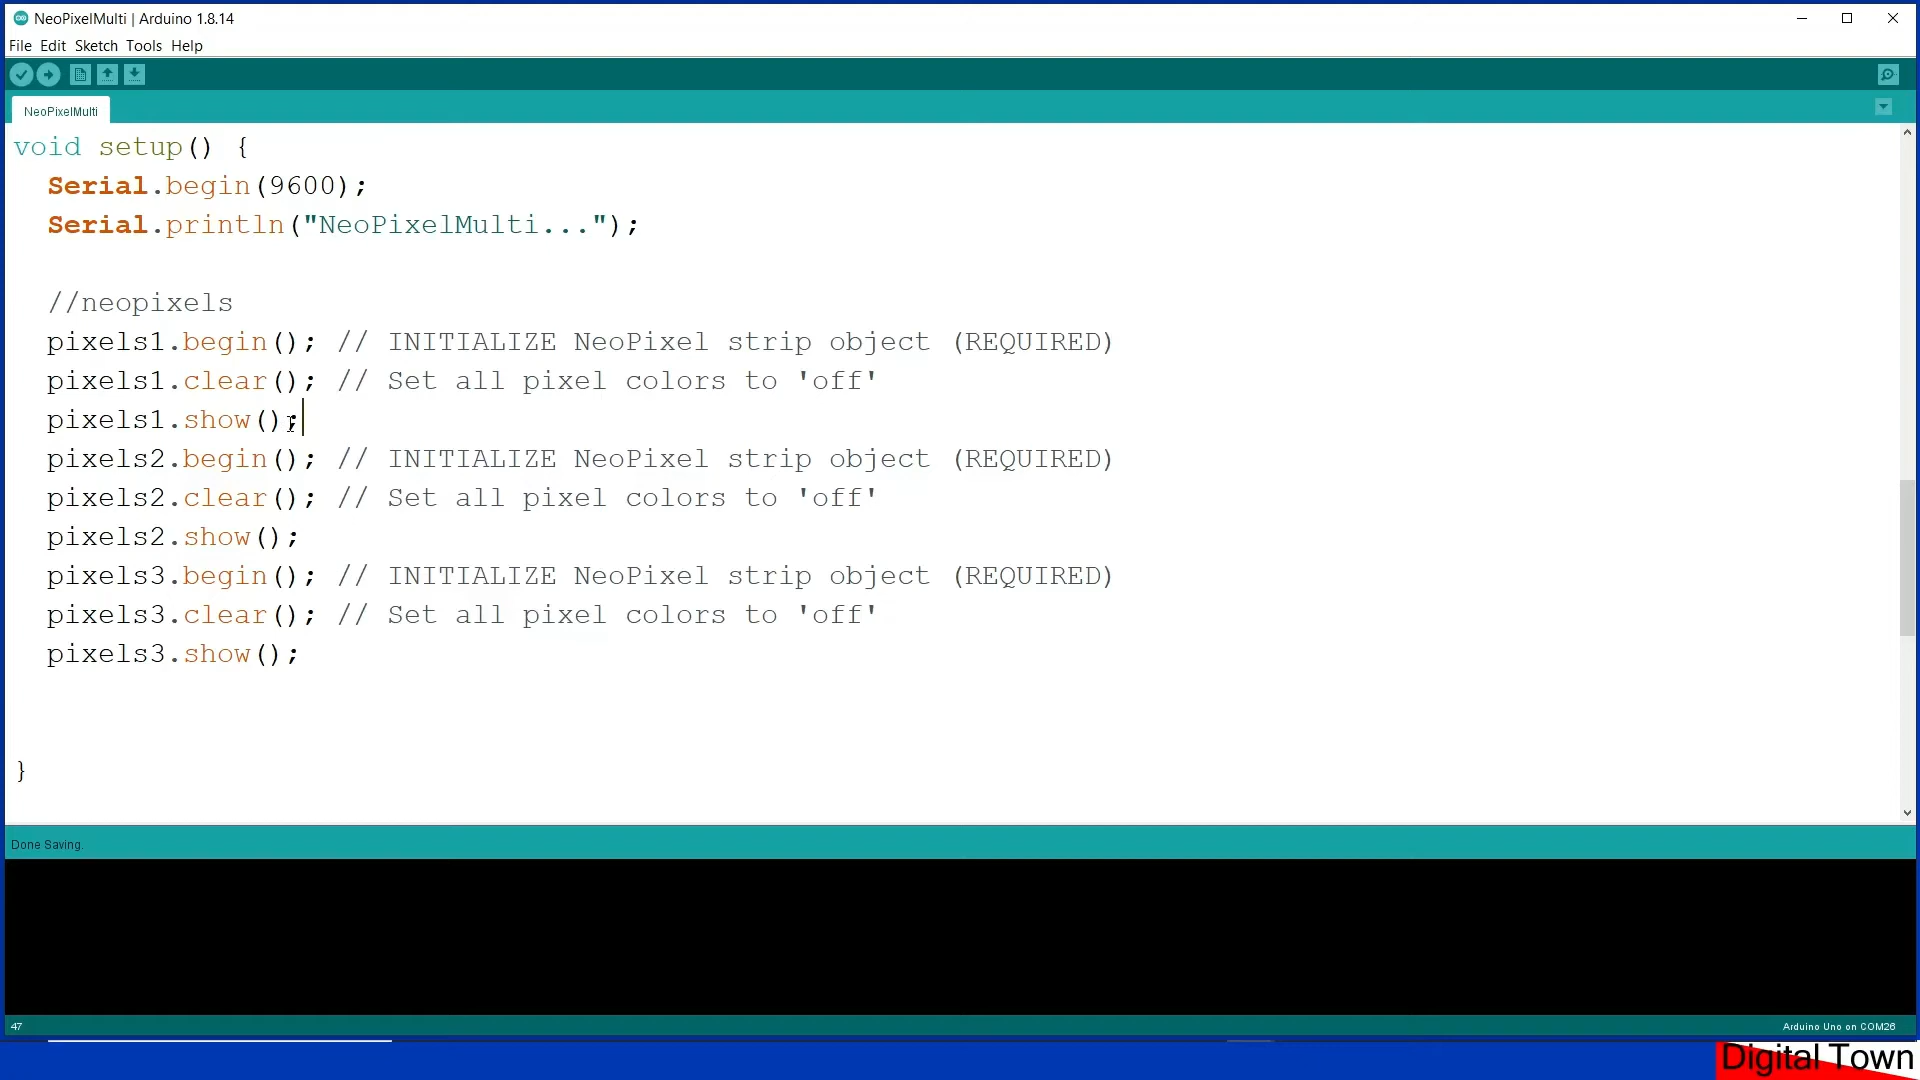 NeoPixelMulti | Arduino 1.8.14
File Edit Sketch Tools Help
NeoPixelMulti
void setup() {
  Serial.begin(9600);
  Serial.println("NeoPixelMulti...");
  //neopixels
  pixels1.begin(); // INITIALIZE NeoPixel strip object (REQUIRED)
  pixels1.clear(); // Set all pixel colors to 'off'
  pixels1.show();
  pixels2.begin(); // INITIALIZE NeoPixel strip object (REQUIRED)
  pixels2.clear(); // Set all pixel colors to 'off'
  pixels2.show();
  pixels3.begin(); // INITIALIZE NeoPixel strip object (REQUIRED)
  pixels3.clear(); // Set all pixel colors to 'off'
  pixels3.show();
}
Done Saving.
47
Arduino Uno on COM26
Digital Town